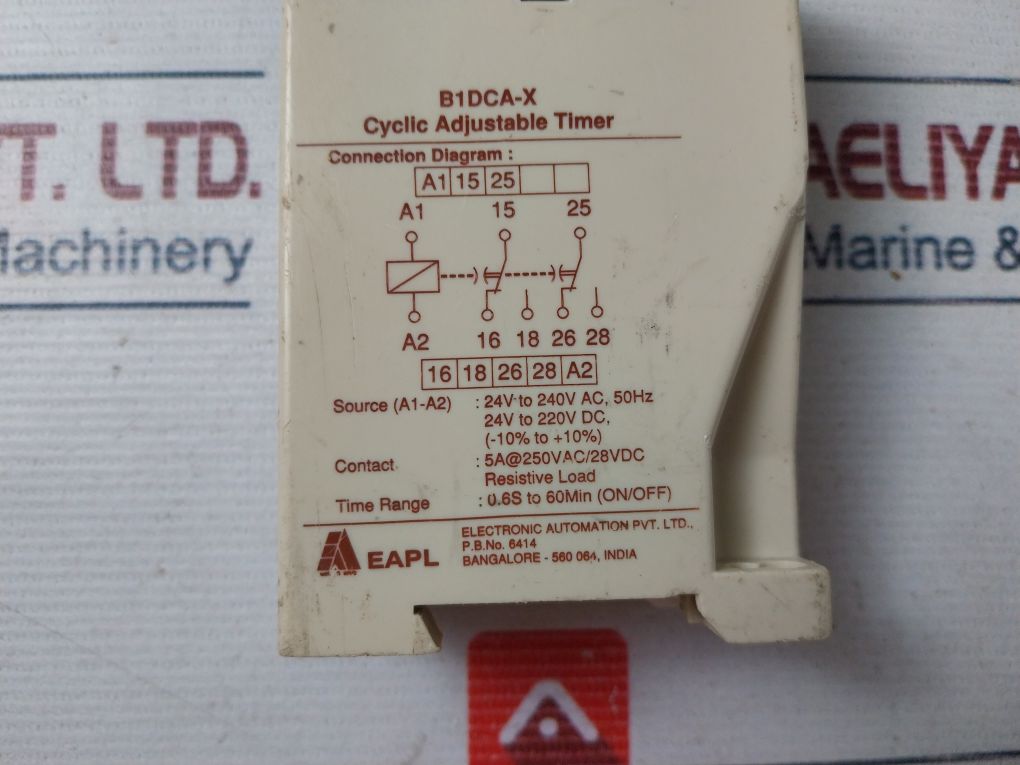 B1DCA-X
Cyclic Adjustable Timer
Connection Diagram :
A1 15 25
A1 15 25
A2 16 18 26 28
16 18 26 28 A2
Source (A1-A2) : 24V to 240V AC, 50Hz
24V to 220V DC,
(-10% to +10%)
Contact : 5A@250VAC/28VDC
Resistive Load
Time Range : 0.6S to 60Min (ON/OFF)
EAPL
ELECTRONIC AUTOMATION PVT. LTD.,
P.B.No. 6414
BANGALORE - 560 064, INDIA
T. LTD.
Machinery
AELIYA
Marine &